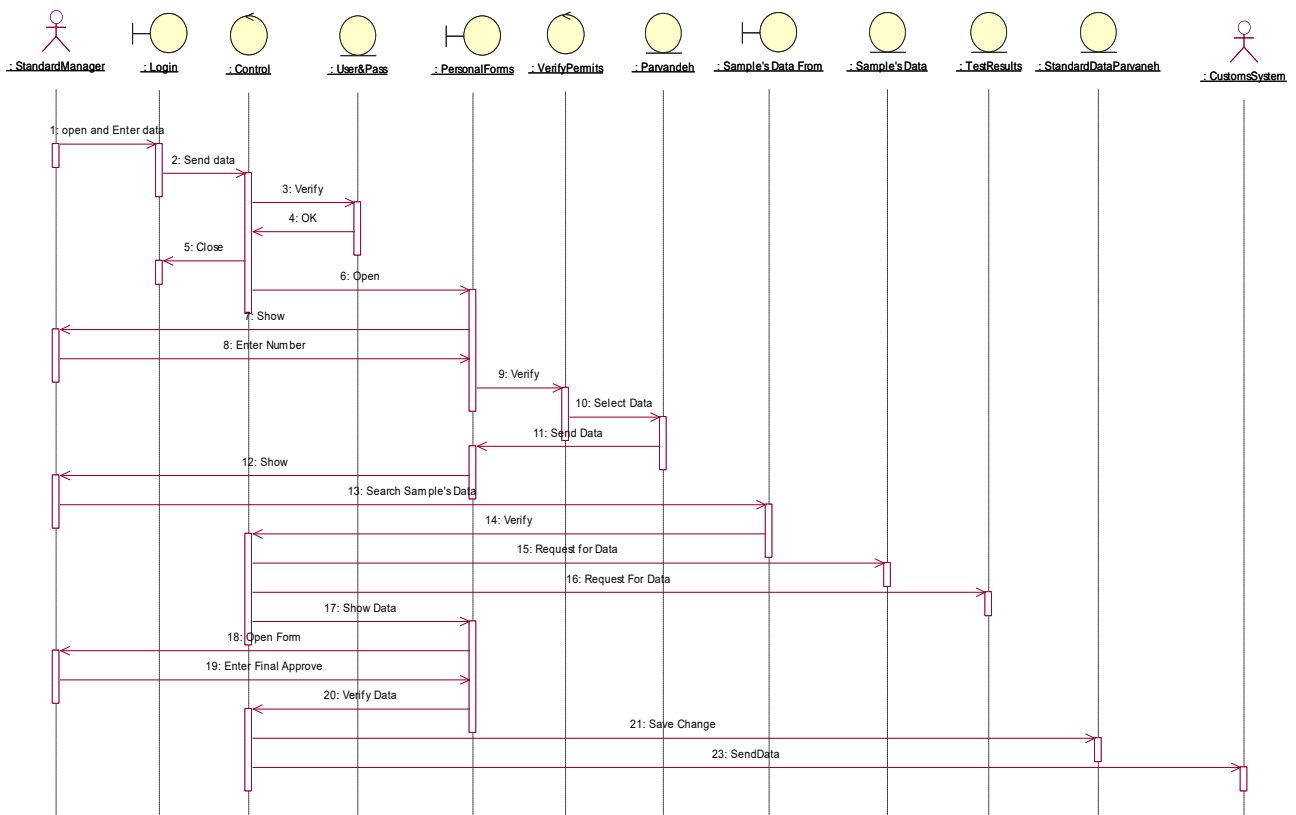 : StandardManager
: Login
: Control
: User&Pass
: PersonalForms
: VerifyPermits
: Parvandeh
: Sample's Data From
: Sample's Data
: TestResults
: StandardDataParvaneh
: CustomsSystem
1: open and Enter data
2: Send data
3: Verify
4: OK
5: Close
6: Open
7: Show
8: Enter Number
9: Verify
10: Select Data
11: Send Data
12: Show
13: Search Sample's Data
14: Verify
15: Request for Data
16: Request For Data
17: Show Data
18: Open Form
19: Enter Final Approve
20: Verify Data
21: Save Change
23: SendData